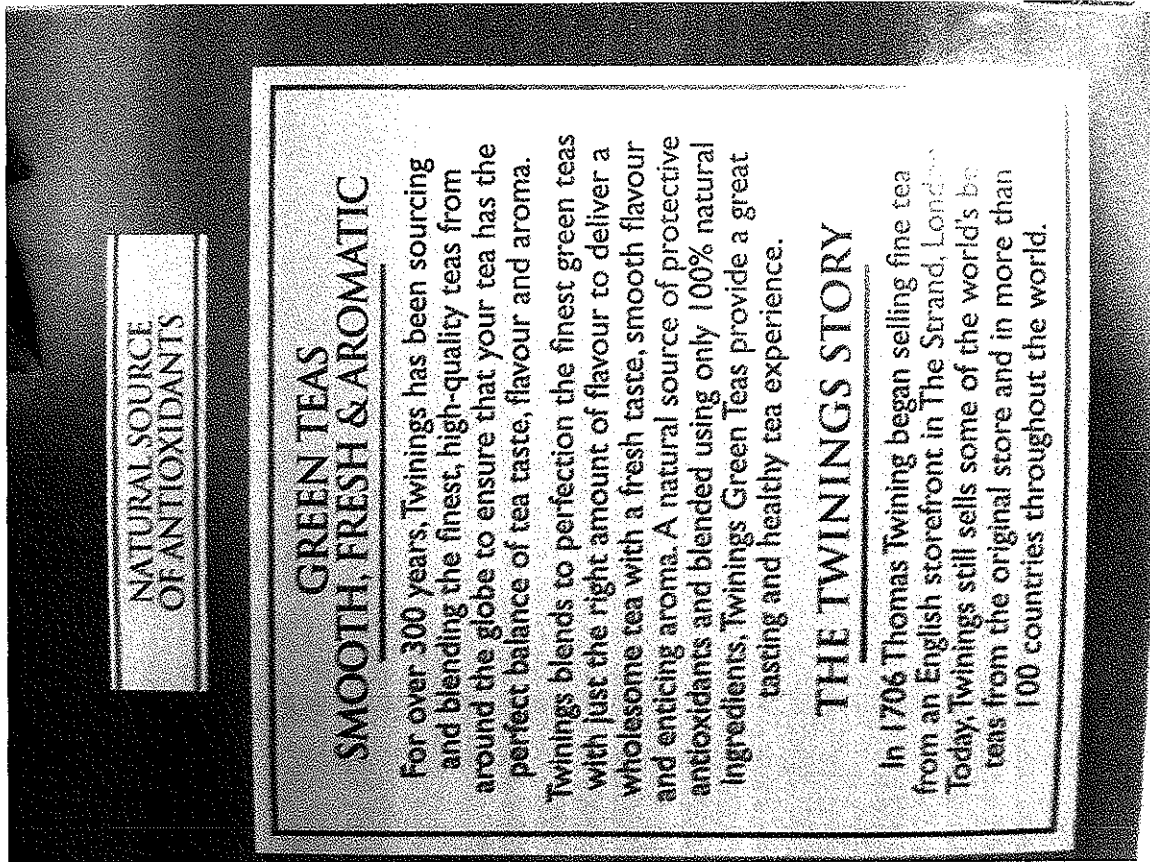 NATURAL SOURCE
OF ANTIOXIDANTS
GREEN TEAS
SMOOTH, FRESH & AROMATIC
For over 300 years, Twinings has been sourcing
and blending the finest, high-quality teas from
around the globe to ensure that your tea has the
perfect balance of tea taste, flavour and aroma.
Twinings blends to perfection the finest green teas
with just the right amount of flavour to deliver a
wholesome tea with a fresh taste, smooth flavour
and enticing aroma. A natural source of protective
antioxidants and blended using only 100% natural
ingredients, Twinings Green Teas provide a great
tasting and healthy tea experience.
THE TWININGS STORY
In 1706 Thomas Twining began selling fine tea
from an English storefront in The Strand,
Today, Twinings still sells some of the world's
teas from the original store and in more than
100 countries throughout the world.